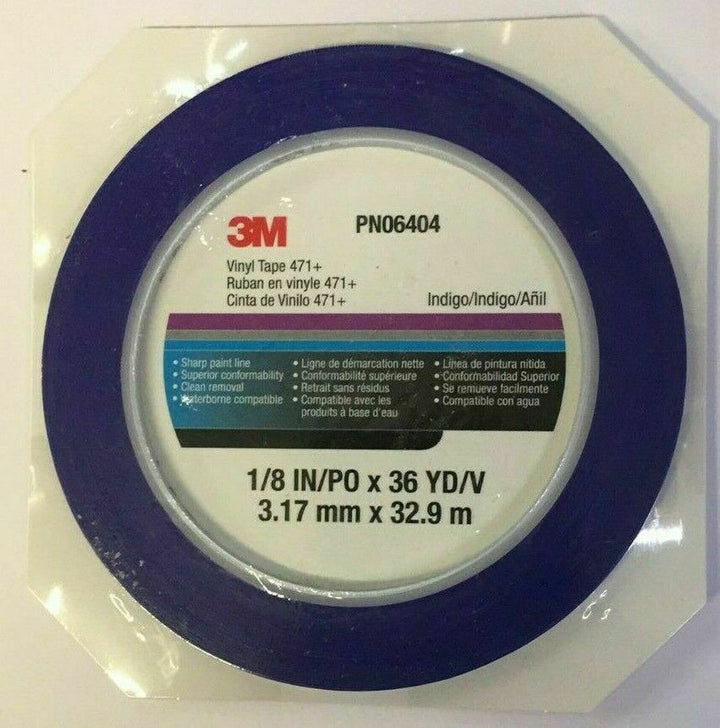 3M PN06404
Vinyl Tape 471+
Ruban en vinyle 471+
Cinta de Vinilo 471+ Indigo/Indigo/Añil
• Sharp paint line
• Superior conformability
• Clean removal
• Waterborne compatible
• Ligne de démarcation nette
• Conformabilité supérieure
• Retrait sans résidus
• Compatible avec les
produits à base d'eau
• Línea de pintura nítida
• Conformabilidad Superior
• Se remueve facilmente
• Compatible con agua
1/8 IN/PO x 36 YD/V
3.17 mm x 32.9 m